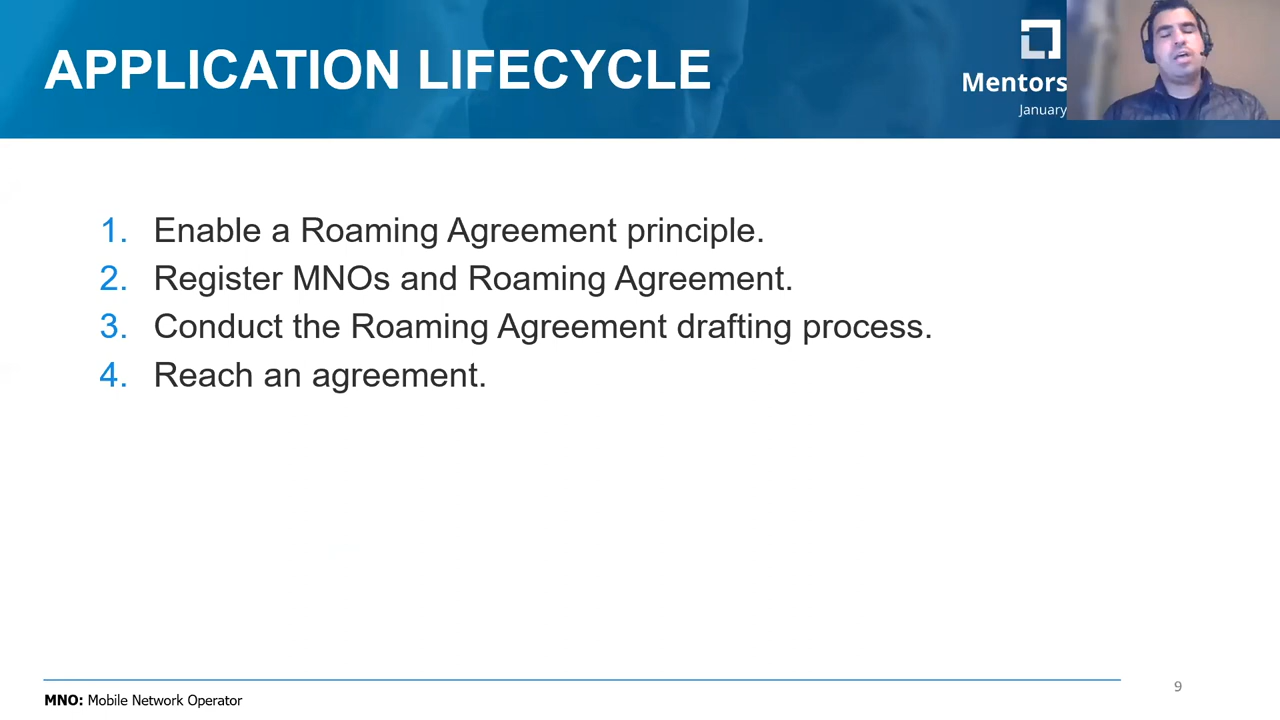 APPLICATION LIFECYCLE
Mentors
January
1. Enable a Roaming Agreement principle.
2. Register MNOs and Roaming Agreement.
3. Conduct the Roaming Agreement drafting process.
4. Reach an agreement.
MNO: Mobile Network Operator
9